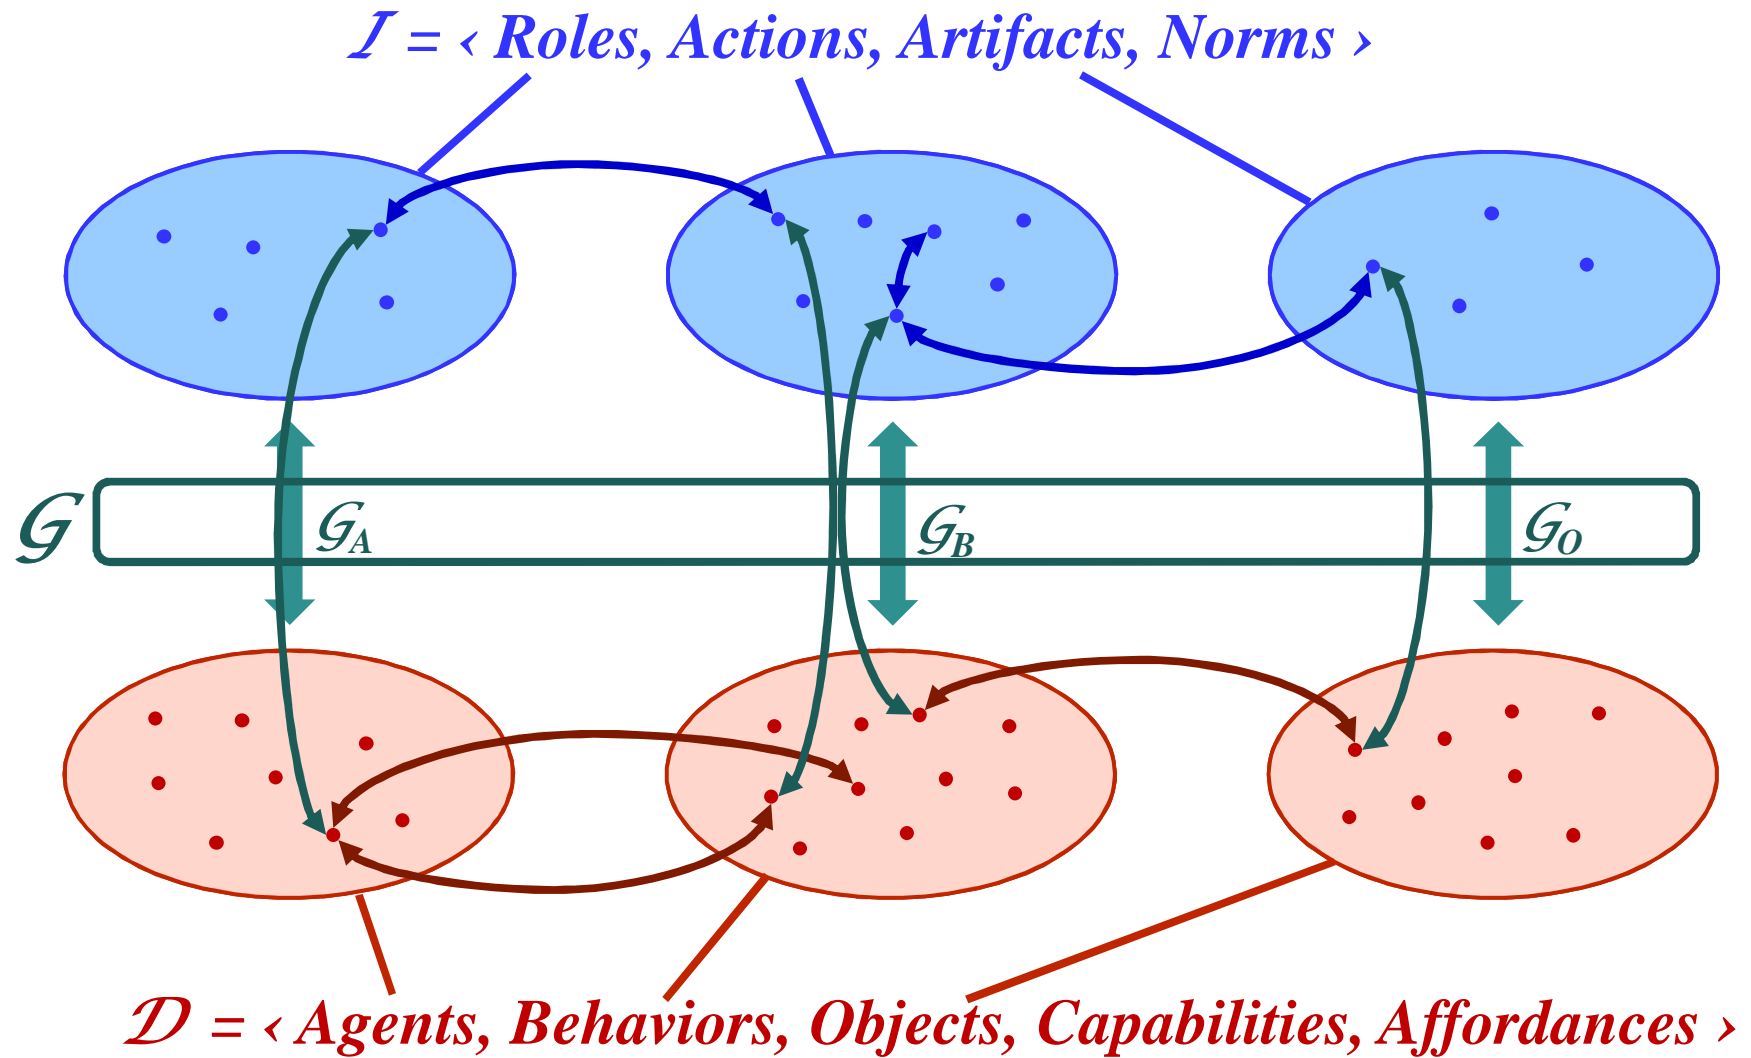 𝓘 = ‹ Roles, Actions, Artifacts, Norms ›
𝒢 𝒢A 𝒢B 𝒢O
𝒟 = ‹ Agents, Behaviors, Objects, Capabilities, Affordances ›